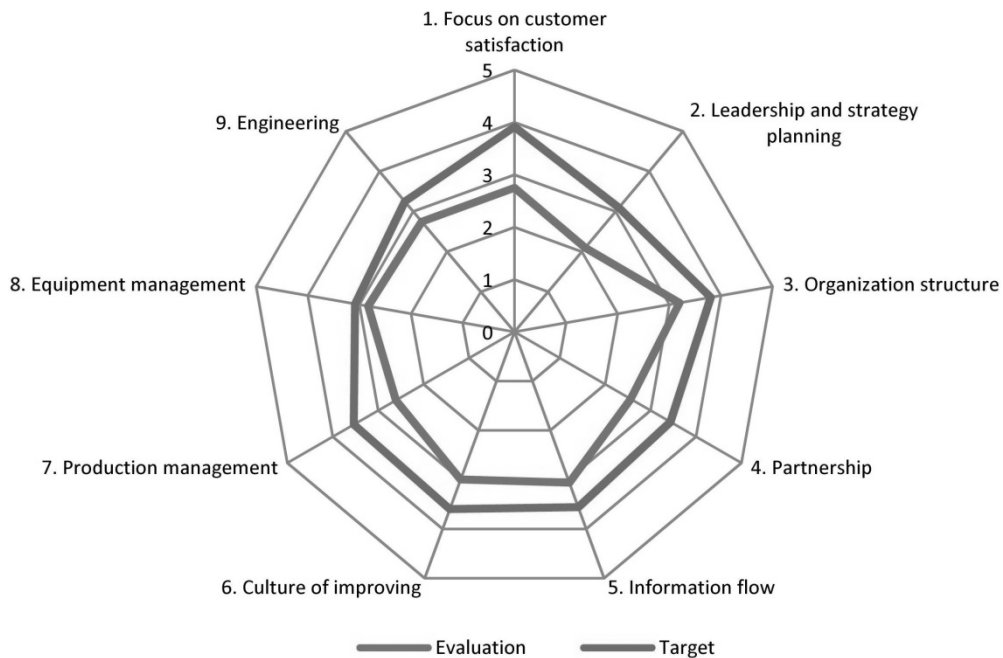 1. Focus on customer
satisfaction
2. Leadership and strategy
planning
3. Organization structure
4. Partnership
5. Information flow
6. Culture of improving
7. Production management
8. Equipment management
9. Engineering
5
4
3
2
1
0
Evaluation
Target